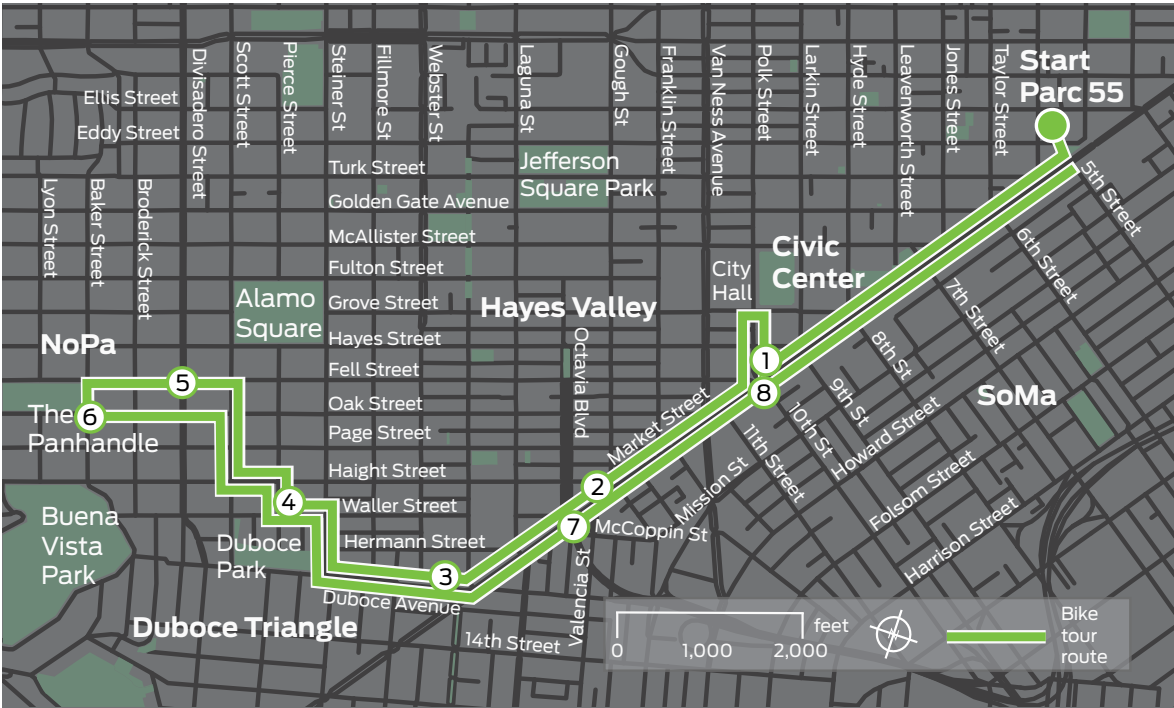 Start
Parc 55
Ellis Street
Eddy Street
Divisadero Street
Scott Street
Pierce Street
Steiner St
Fillmore St
Webster St
Laguna St
Gough St
Franklin Street
Van Ness Avenue
Polk Street
Larkin Street
Hyde Street
Leavenworth Street
Jones Street
Taylor Street
Lyon Street
Baker Street
Broderick Street
Turk Street
Golden Gate Avenue
McAllister Street
Fulton Street
Grove Street
Hayes Street
Fell Street
Oak Street
Page Street
Haight Street
Waller Street
Hermann Street
Duboce Avenue
14th Street
Jefferson
Square Park
Civic
Center
City
Hall
Alamo
Square
Hayes Valley
Octavia Blvd
NoPa
The
Panhandle
Buena
Vista
Park
Duboce
Park
Duboce Triangle
Market Street
Mission St
McCoppin St
Valencia St
5th Street
6th Street
7th Street
8th St
9th St
10th St
11th Street
Howard Street
Folsom Street
Harrison Street
SoMa
1
2
3
4
5
6
7
8
feet
0 1,000 2,000
Bike
tour
route